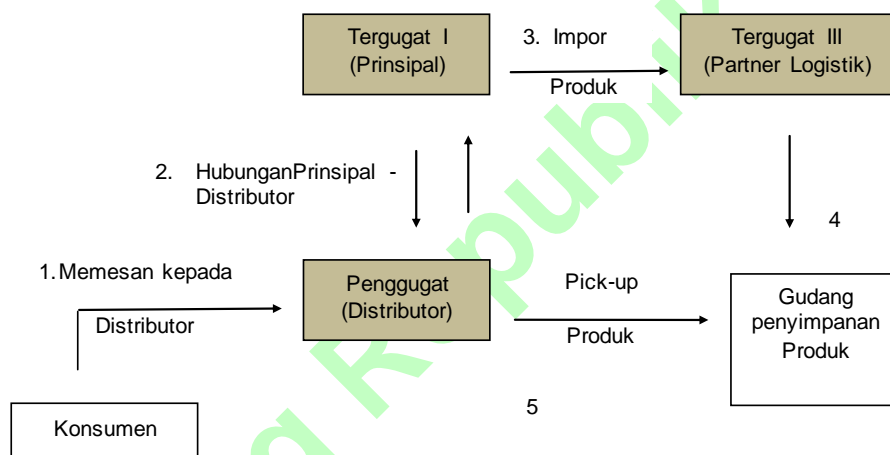 Tergugat I
(Prinsipal)
3. Impor
Produk
Tergugat III
(Partner Logistik)
2. HubunganPrinsipal -
Distributor
4
1.Memesan kepada
Distributor
Penggugat
(Distributor)
Pick-up
Produk
Gudang
penyimpanan
Produk
5
Konsumen